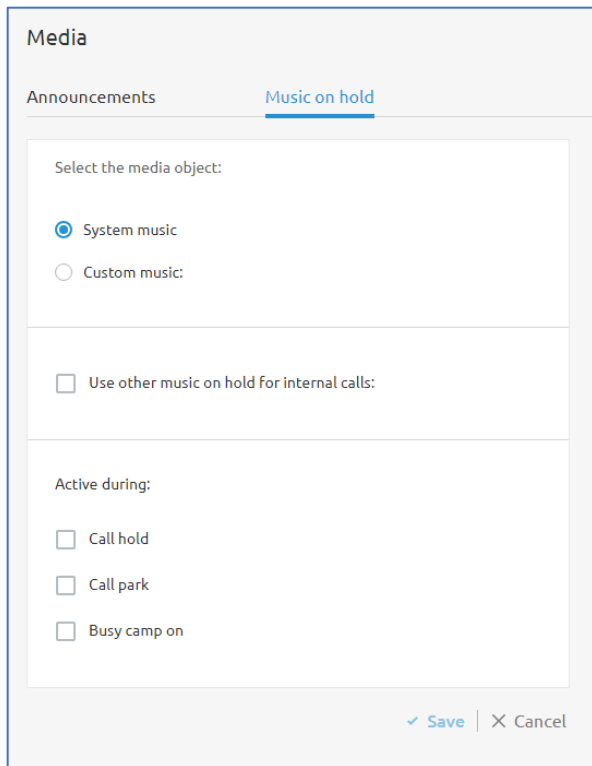 Media
Announcements Music on hold
Select the media object:
System music
Custom music:
Use other music on hold for internal calls:
Active during:
Call hold
Call park
Busy camp on
Save Cancel